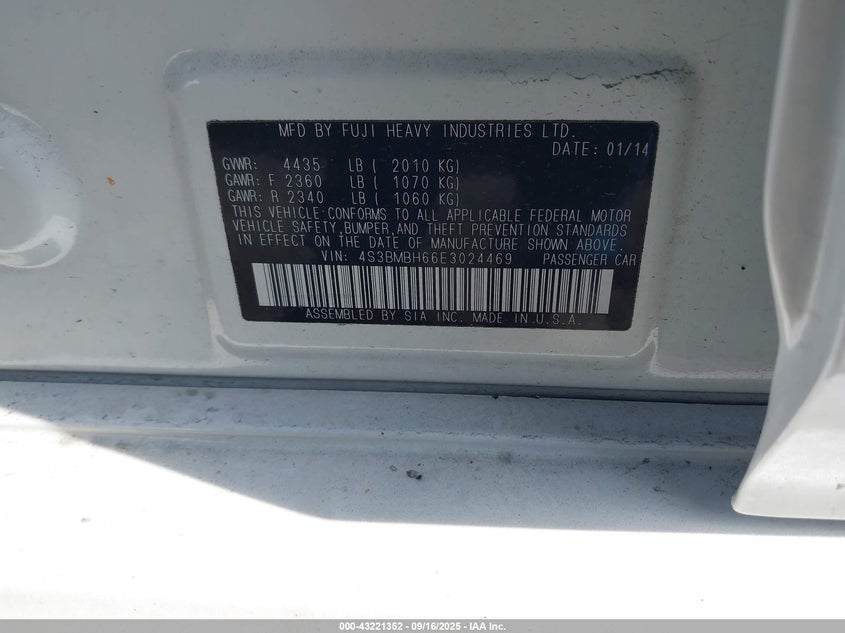 MFD BY FUJI HEAVY INDUSTRIES LTD.
DATE: 01/14
GVWR: 4435 LB ( 2010 KG)
GAWR: F 2360 LB ( 1070 KG)
GAWR: R 2340 LB ( 1060 KG)
THIS VEHICLE CONFORMS TO ALL APPLICABLE FEDERAL MOTOR
VEHICLE SAFETY,BUMPER,AND THEFT PREVENTION STANDARDS
IN EFFECT ON THE DATE OF MANUFACTURE SHOWN ABOVE.
VIN: 4S3BMBH66E3024469 PASSENGER CAR
ASSEMBLED BY SIA INC. MADE IN U.S.A.
000-43221352 - 09/16/2025 - IAA Inc.